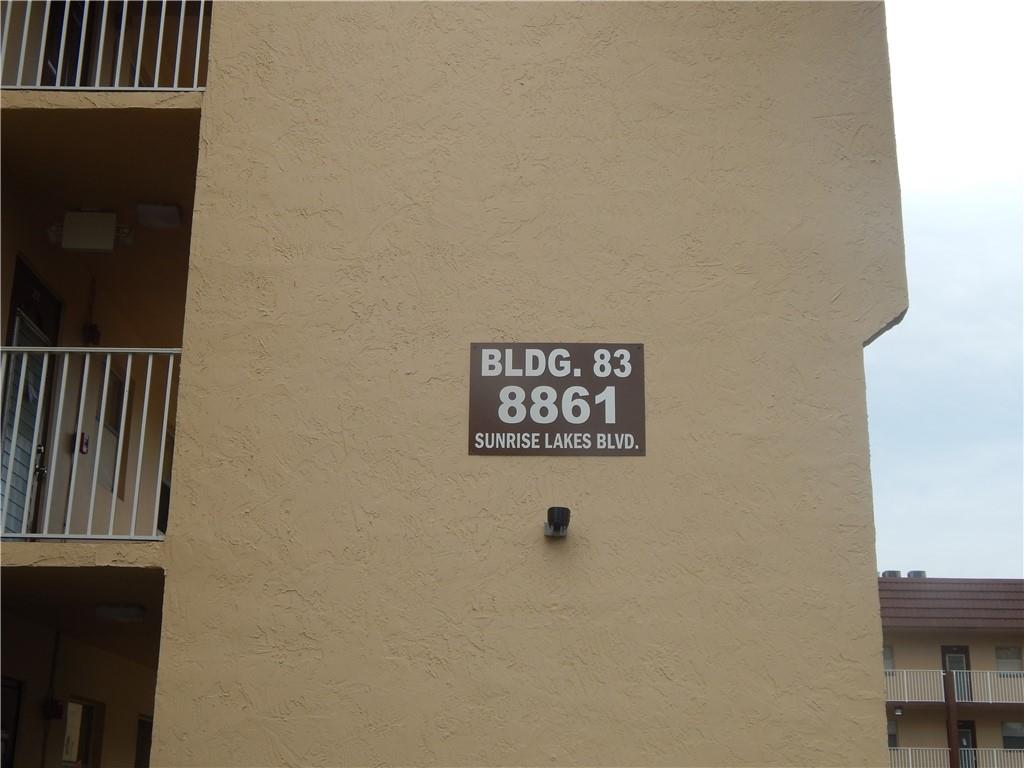 BLDG. 83
8861
SUNRISE LAKES BLVD.